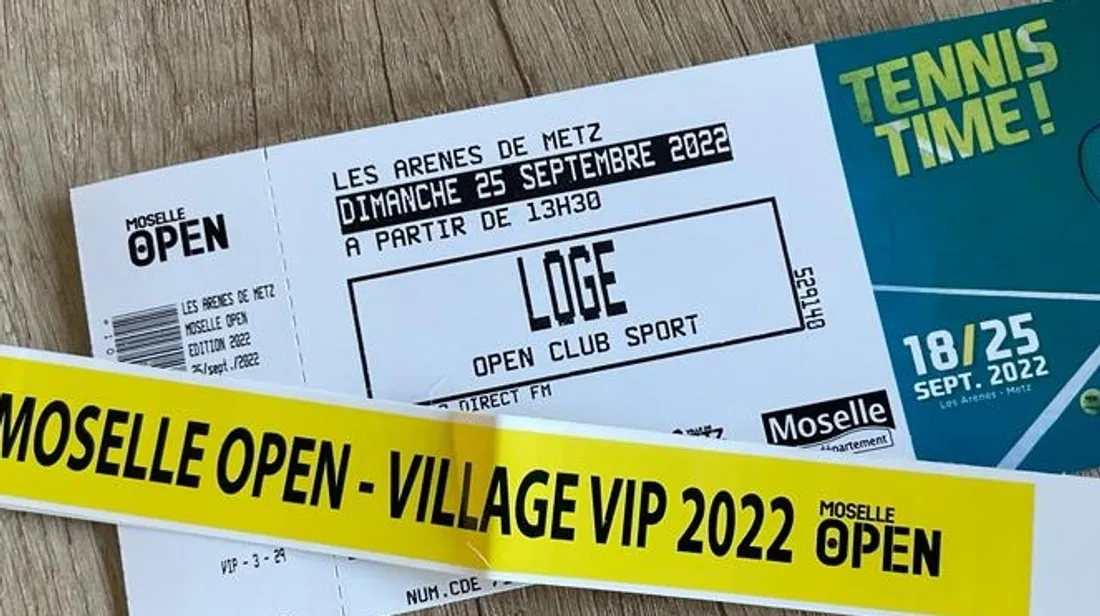 MOSELLE
OPEN
LES ARENES DE METZ
MOSELLE OPEN
EDITION 2022
25/sept./2022
VIP - 3 - 29
LES ARENES DE METZ
DIMANCHE 25 SEPTEMBRE 2022
A PARTIR DE 13H30
LOGE
OPEN CLUB SPORT
DIRECT FM
NUM.CDE
Moselle
département
TENNIS
TIME !
18/25
SEPT. 2022
Les Arenes - Metz
MOSELLE OPEN - VILLAGE VIP 2022
MOSELLE
OPEN